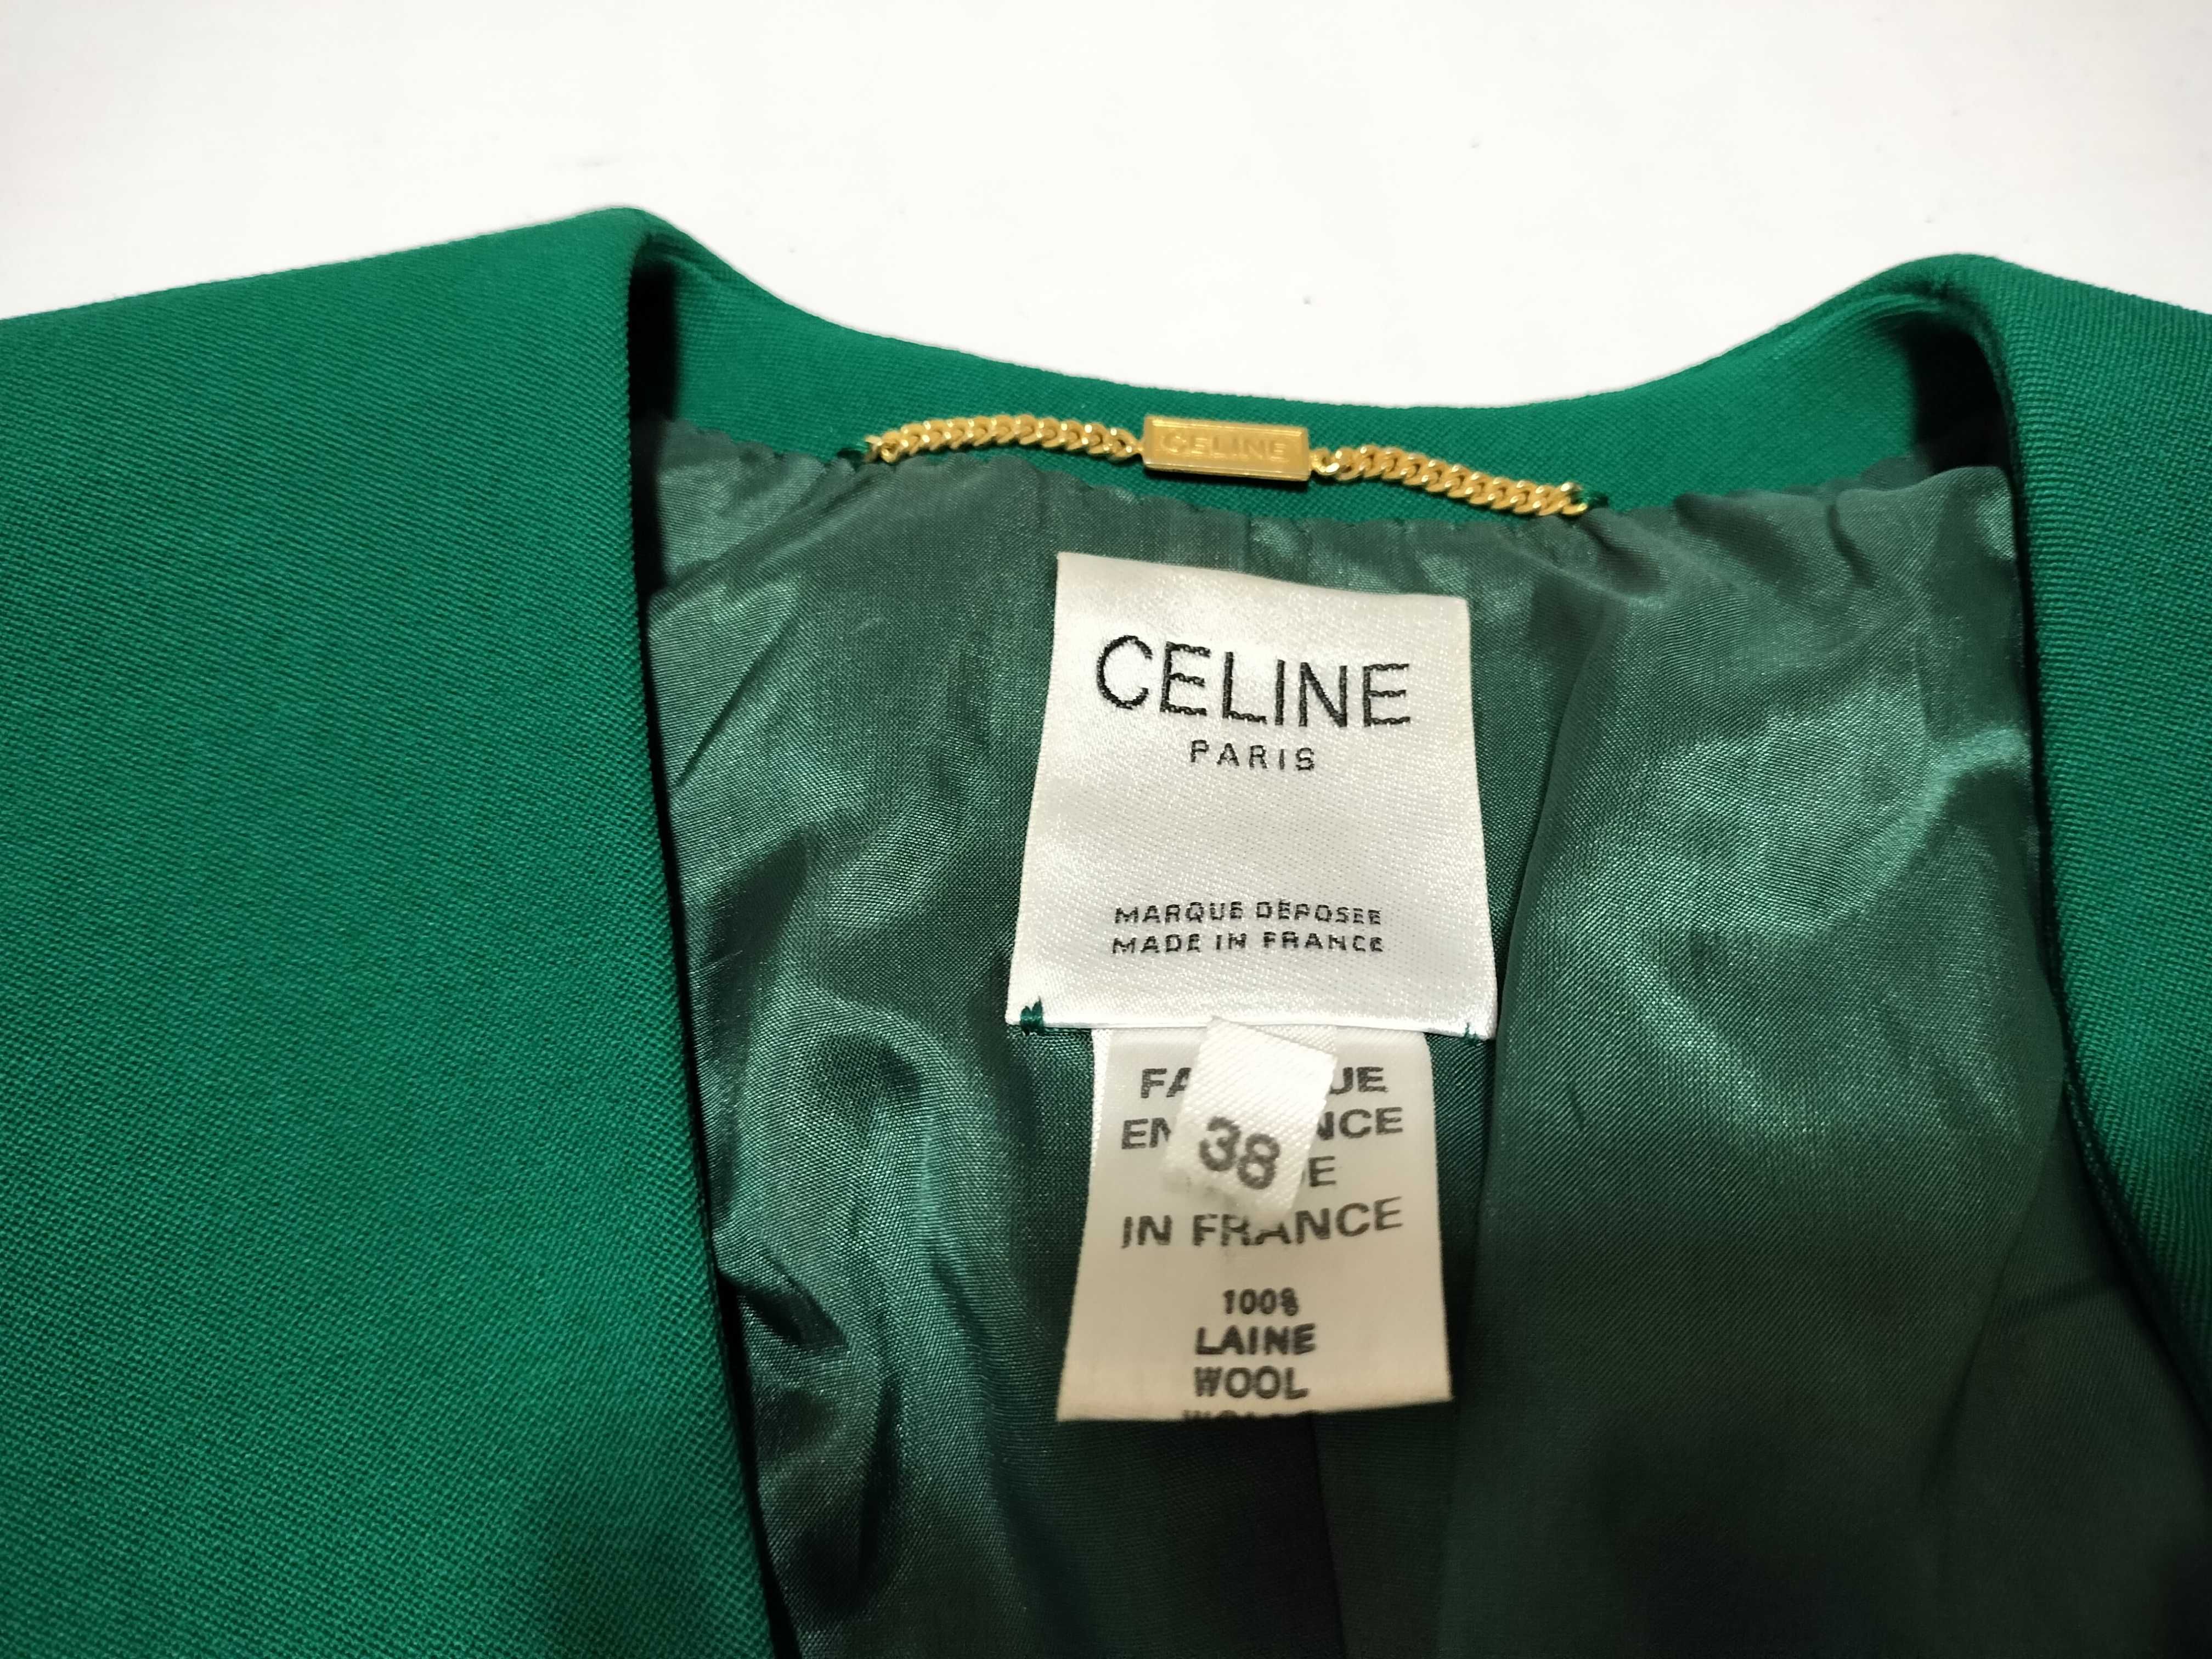 CELINE
CELINE
PARIS
MARQUE DEPOSEE
MADE IN FRANCE
38
IN FRANCE
100%
LAINE
WOOL